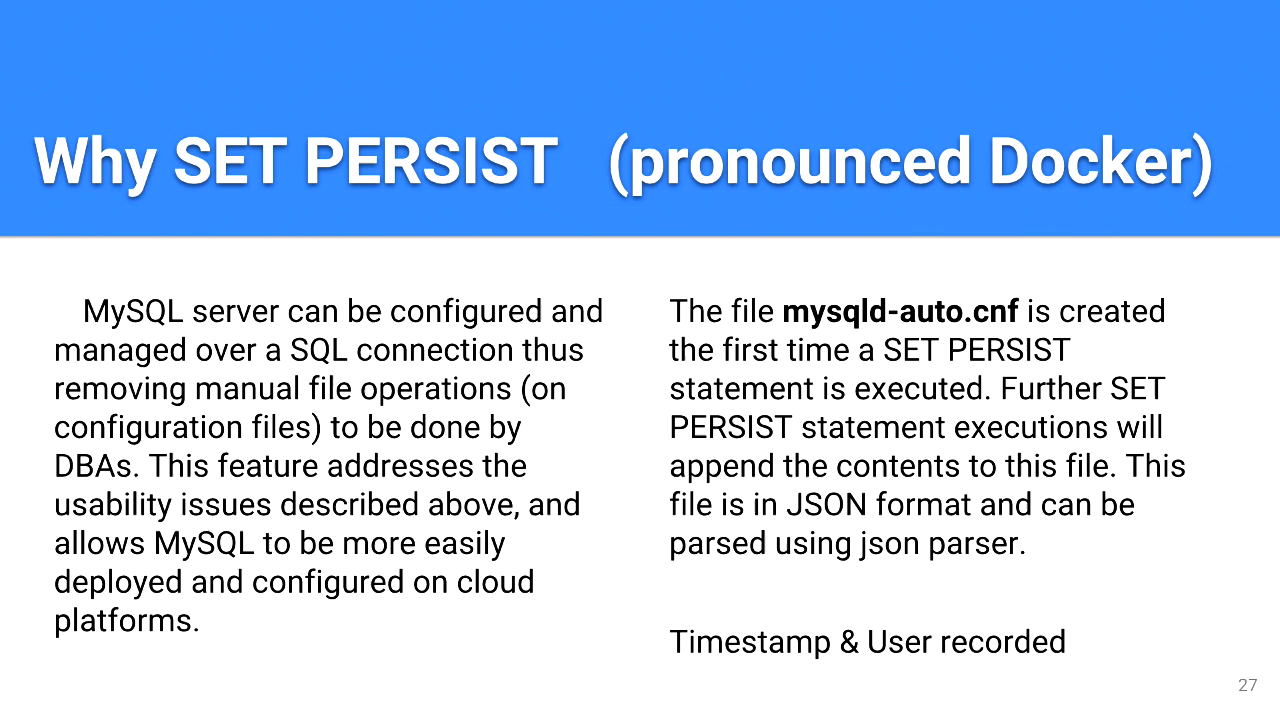 Why SET PERSIST (pronounced Docker)
MySQL server can be configured and
managed over a SQL connection thus
removing manual file operations (on
configuration files) to be done by
DBAs. This feature addresses the
usability issues described above, and
allows MySQL to be more easily
deployed and configured on cloud
platforms.
The file mysqld-auto.cnf is created
the first time a SET PERSIST
statement is executed. Further SET
PERSIST statement executions will
append the contents to this file. This
file is in JSON format and can be
parsed using json parser.
Timestamp & User recorded
27